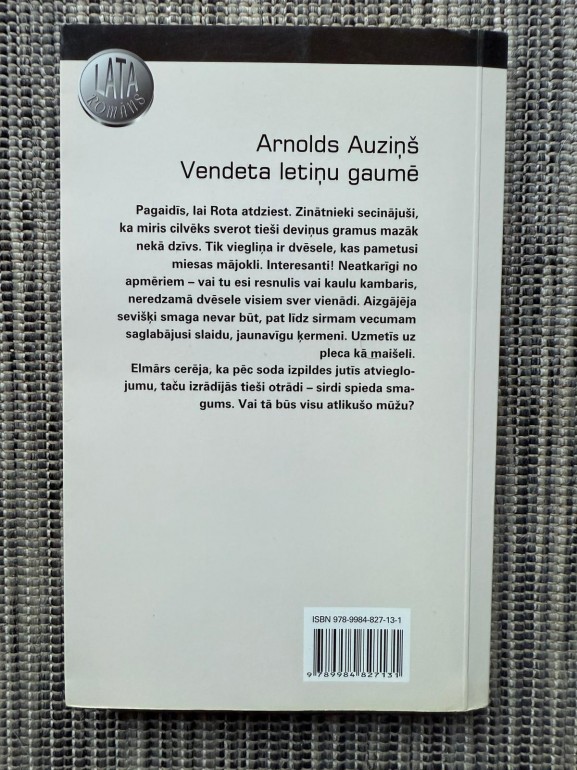 LATA
ROMĀNS
Arnolds Auziņš
Vendeta letiņu gaumē
Pagaidīs, lai Rota atdziest. Zinātnieki secinājuši,
ka miris cilvēks sverot tieši deviņus gramus mazāk
nekā dzīvs. Tik viegliņa ir dvēsele, kas pametusi
miesas mājokli. Interesanti! Neatkarīgi no
apmēriem – vai tu esi resnulis vai kaulu kambaris,
neredzamā dvēsele visiem sver vienādi. Aizgājēja
sevišķi smaga nevar būt, pat līdz sirmam vecumam
saglabājusi slaidu, jaunavīgu ķermeni. Uzmetīs uz
pleca kā maišeli.
Elmārs cerēja, ka pēc soda izpildes jutīs atvieglo-
jumu, taču izrādījās tieši otrādi – sirdi spieda sma-
gums. Vai tā būs visu atlikušo mūžu?
ISBN 978-9984-827-13-1
9 789984 827131